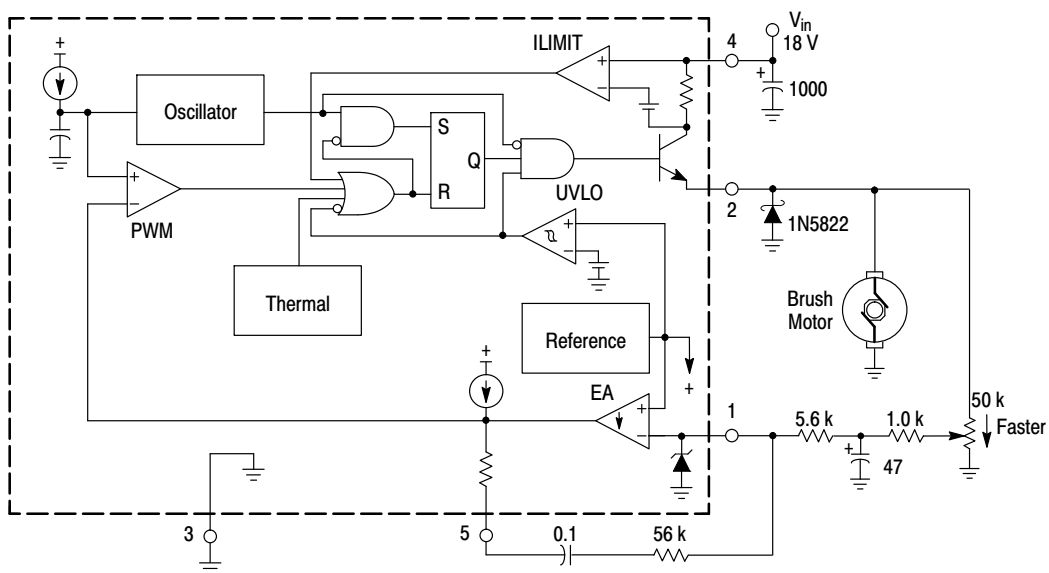 +
Oscillator
ILIMIT
+
−
4
V_in
18 V
+
1000
S
Q
R
+
−
PWM
UVLO
2
1N5822
+
−
Thermal
Brush
Motor
Reference
+
+
EA
+
−
1
5.6 k
1.0 k
50 k
Faster
+
47
3
5
0.1
56 k